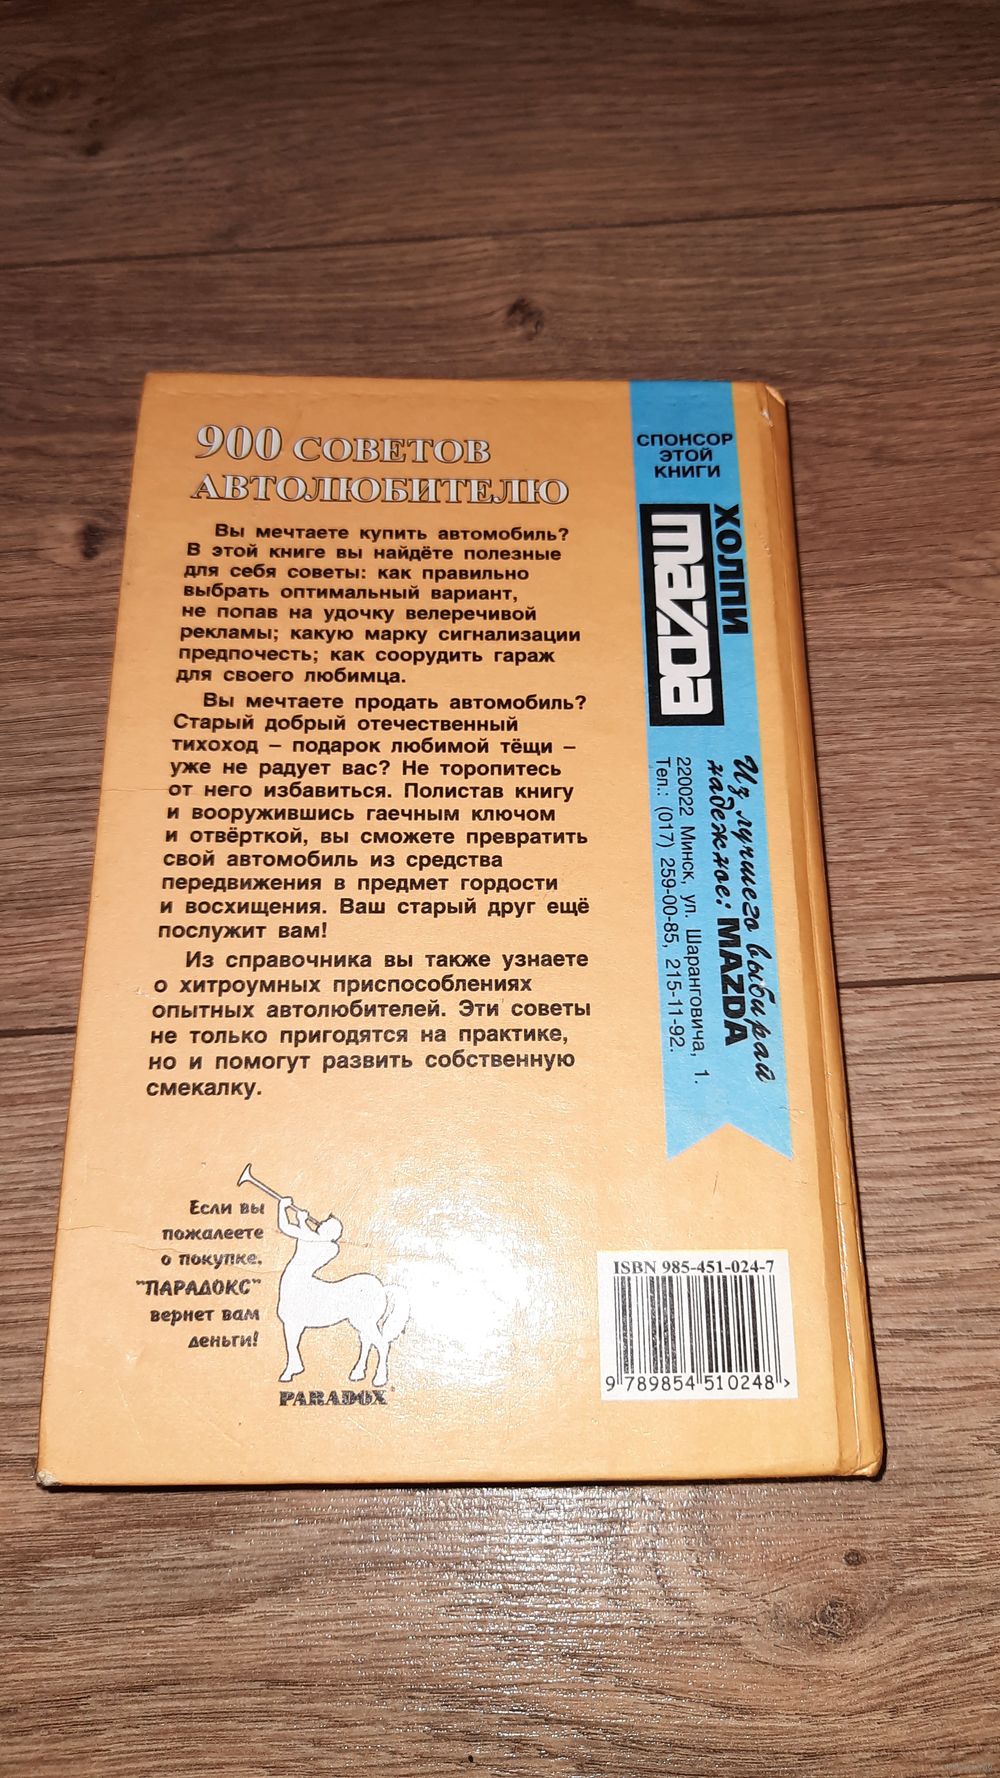 900 СОВЕТОВ
АВТОЛЮБИТЕЛЮ
Вы мечтаете купить автомобиль?
В этой книге вы найдёте полезные
для себя советы: как правильно
выбрать оптимальный вариант,
не попав на удочку велеречивой
рекламы; какую марку сигнализации
предпочесть; как соорудить гараж
для своего любимца.
Вы мечтаете продать автомобиль?
Старый добрый отечественный
тихоход – подарок любимой тёщи –
уже не радует вас? Не торопитесь
от него избавиться. Полистав книгу
и вооружившись гаечным ключом
и отвёрткой, вы сможете превратить
свой автомобиль из средства
передвижения в предмет гордости
и восхищения. Ваш старый друг ещё
послужит вам!
Из справочника вы также узнаете
о хитроумных приспособлениях
опытных автолюбителей. Эти советы
не только пригодятся на практике,
но и помогут развить собственную
смекалку.
СПОНСОР
ЭТОЙ
КНИГИ
ХОЛПИ
mazda
Из лучшего выбирай
надежное: MAZDA
220022 Минск, ул. Шаранговича, 1.
Тел.: (017) 259-00-85, 215-11-92.
Если вы
пожалеете
о покупке,
"ПАРАДОКС"
вернет вам
деньги!
PARADOX
ISBN 985-451-024-7
9 789854 510248 >